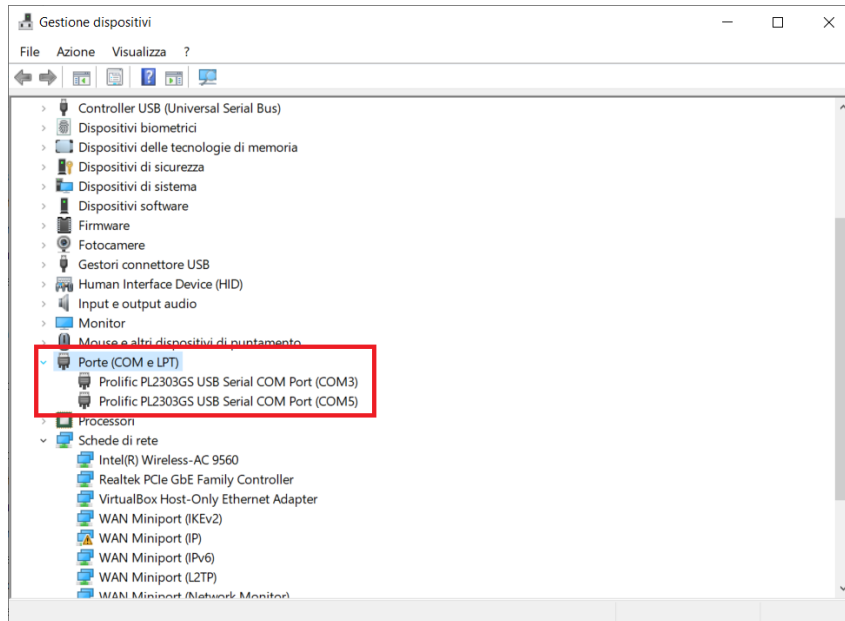 Gestione dispositivi
File Azione Visualizza ?
Controller USB (Universal Serial Bus)
Dispositivi biometrici
Dispositivi delle tecnologie di memoria
Dispositivi di sicurezza
Dispositivi di sistema
Dispositivi software
Firmware
Fotocamere
Gestori connettore USB
Human Interface Device (HID)
Input e output audio
Monitor
Mouse e altri dispositivi di puntamento
Porte (COM e LPT)
Prolific PL2303GS USB Serial COM Port (COM3)
Prolific PL2303GS USB Serial COM Port (COM5)
Processori
Schede di rete
Intel(R) Wireless-AC 9560
Realtek PCIe GbE Family Controller
VirtualBox Host-Only Ethernet Adapter
WAN Miniport (IKEv2)
WAN Miniport (IP)
WAN Miniport (IPv6)
WAN Miniport (L2TP)
WAN Miniport (Network Monitor)